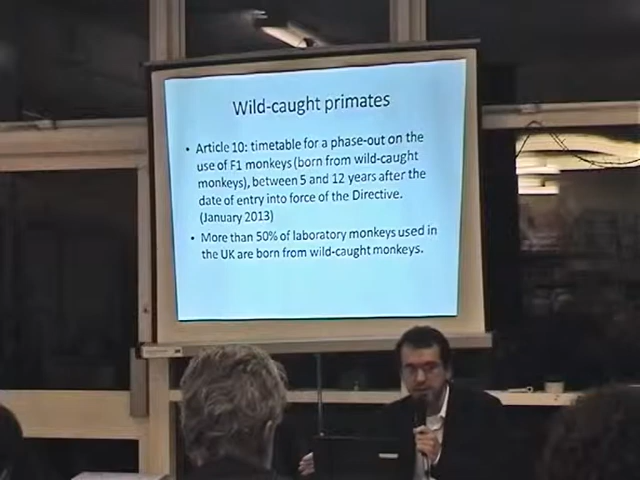 Wild-caught primates
• Article 10: timetable for a phase-out on the
use of F1 monkeys (born from wild-caught
monkeys), between 5 and 12 years after the
date of entry into force of the Directive.
(January 2013)
• More than 50% of laboratory monkeys used in
the UK are born from wild-caught monkeys.